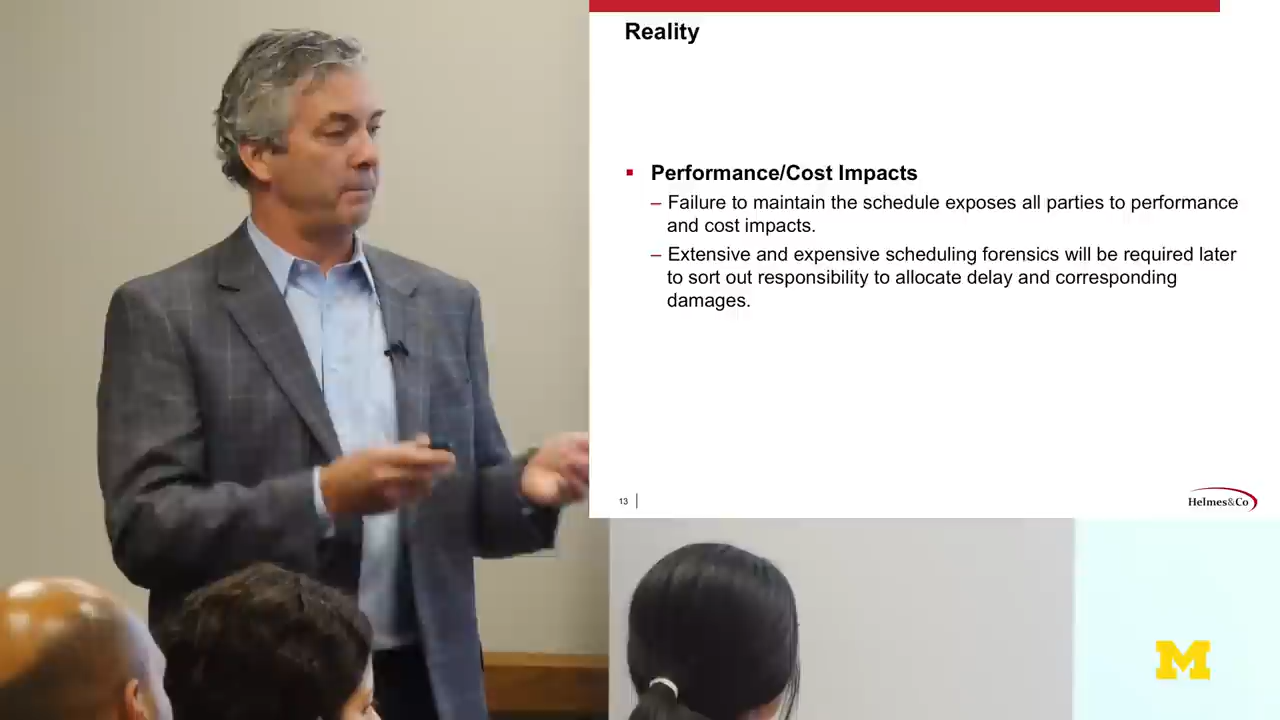 Reality
▪ Performance/Cost Impacts
– Failure to maintain the schedule exposes all parties to performance
and cost impacts.
– Extensive and expensive scheduling forensics will be required later
to sort out responsibility to allocate delay and corresponding
damages.
13
Helmes&Co
M